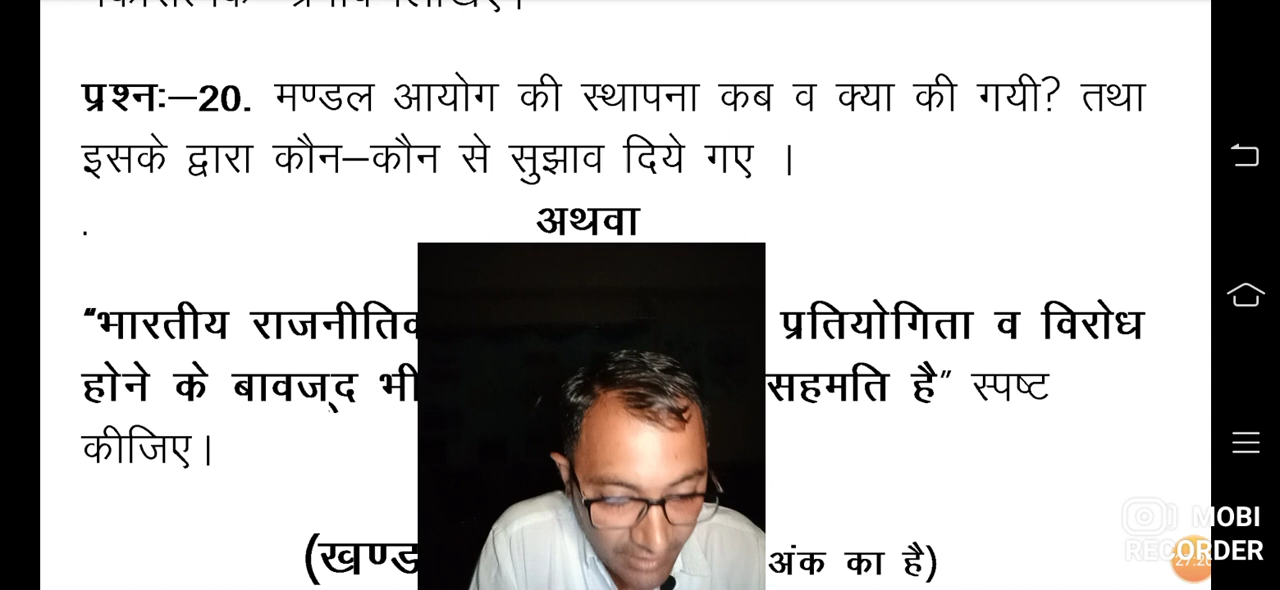 प्रश्नः–20. मण्डल आयोग की स्थापना कब व क्या की गयी? तथा
इसके द्वारा कौन–कौन से सुझाव दिये गए ।
.
अथवा
“भारतीय प्रतियोगिता व विरोध
होने के बावजूद भी सहमति है” स्पष्ट
कीजिए।
(खण्ड अंक का है)
MOBI
RECORDER